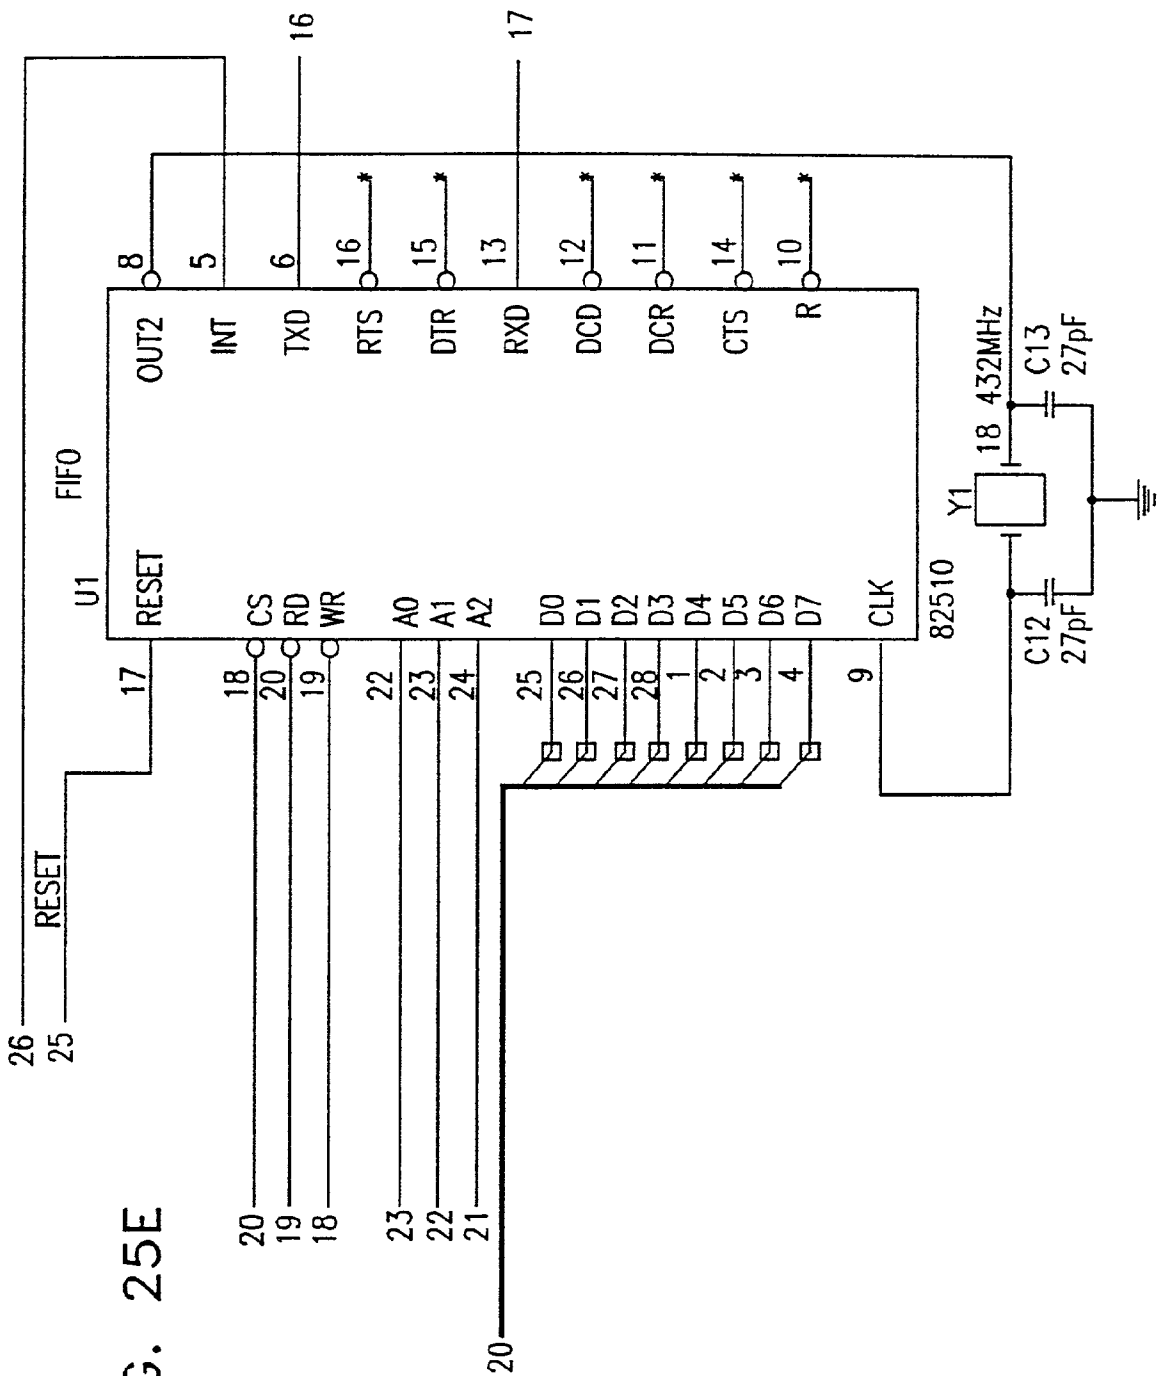 FIG. 25E
26
25
RESET
20
19
18
23
22
21
20
U1
FIFO
17
RESET
18
CS
20
RD
19
WR
22
A0
23
A1
24
A2
25
D0
26
D1
27
D2
28
D3
1
D4
2
D5
3
D6
4
D7
9
CLK
82510
OUT2
8
INT
5
TXD
6
16
RTS
16
*
DTR
15
*
RXD
13
17
DCD
12
*
DCR
11
*
CTS
14
*
R
10
*
Y1
18 432MHz
C12
27pF
C13
27pF